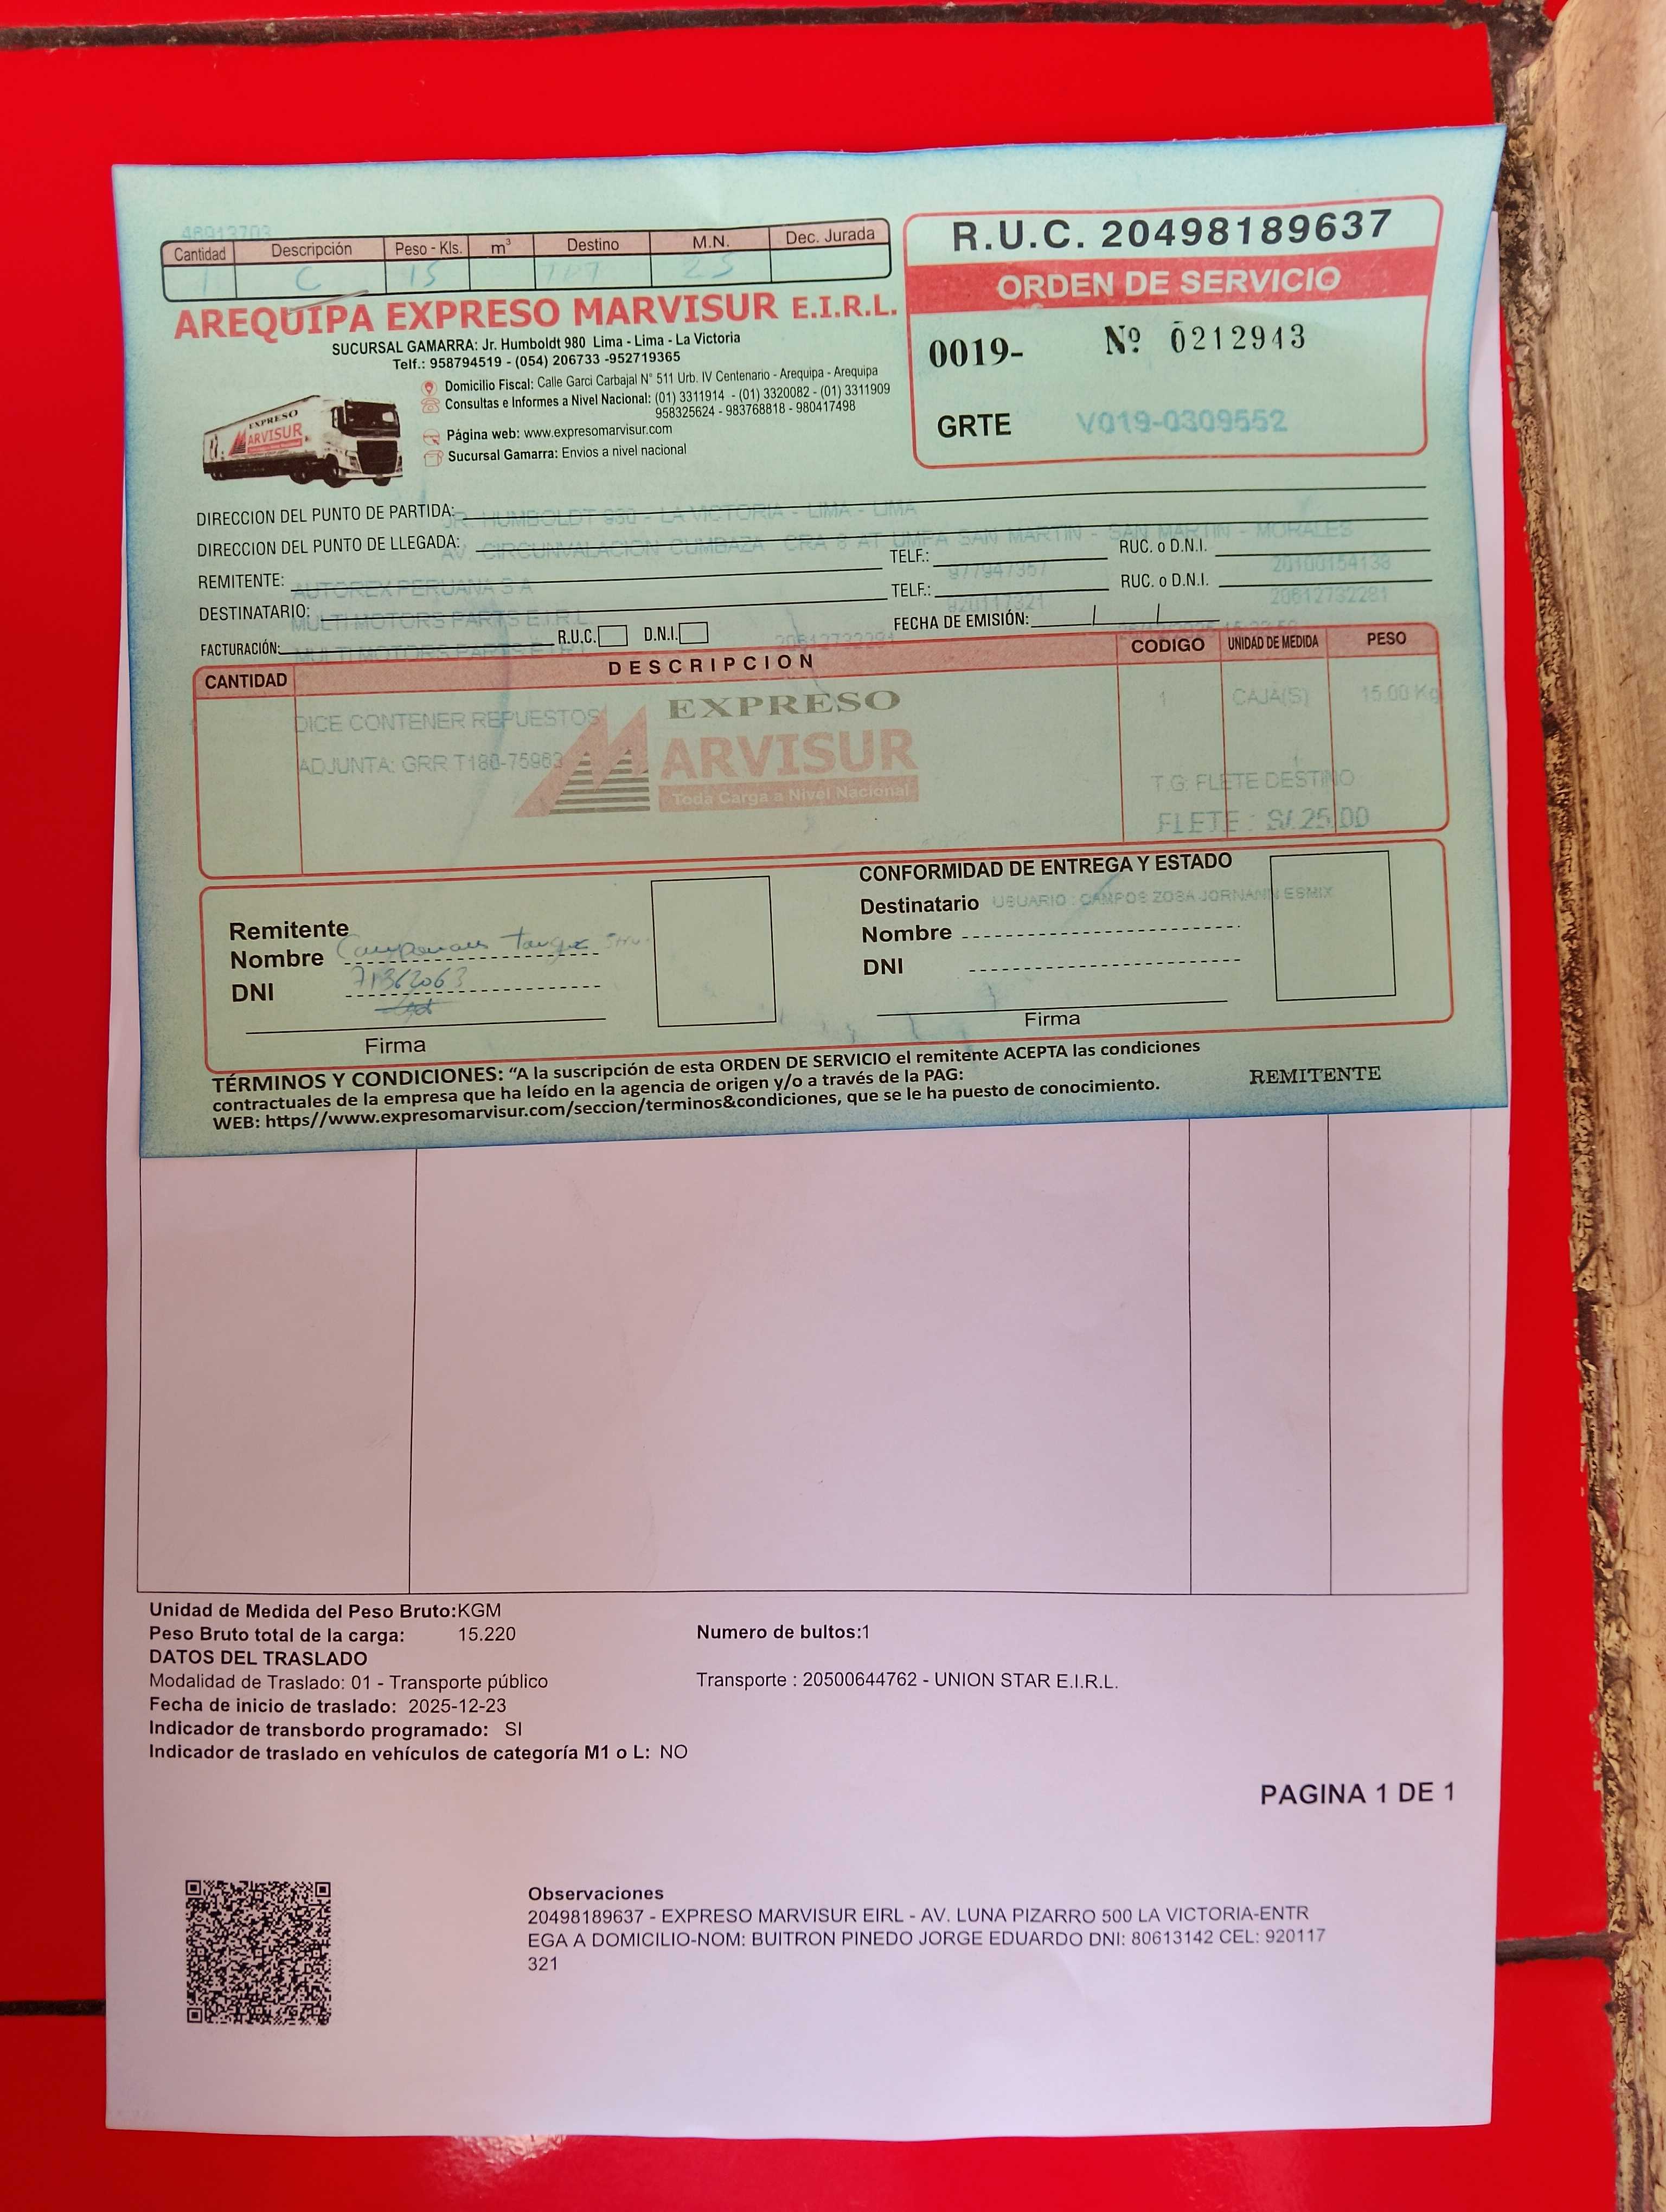 46913703
Cantidad Descripción Peso - Kls. m³ Destino M.N. Dec. Jurada
1 C 15 25
AREQUIPA EXPRESO MARVISUR E.I.R.L.
SUCURSAL GAMARRA: Jr. Humboldt 980 Lima - Lima - La Victoria
Telf.: 958794519 - (054) 206733 -952719365
Domicilio Fiscal: Calle Garci Carbajal N° 511 Urb. IV Centenario - Arequipa - Arequipa
Consultas e Informes a Nivel Nacional: (01) 3311914 - (01) 3320082 - (01) 3311909
958325624 - 983768818 - 980417498
Página web: www.expresomarvisur.com
Sucursal Gamarra: Envios a nivel nacional
EXPRESO
MARVISUR
R.U.C. 20498189637
ORDEN DE SERVICIO
0019- Nº 0212943
GRTE V019-0309552
DIRECCION DEL PUNTO DE PARTIDA: JR. HUMBOLDT 980 - LA VICTORIA - LIMA - LIMA
DIRECCION DEL PUNTO DE LLEGADA: AV. CIRCUNVALACION CUMBAZA CRA 8 AT UMPA SAN MARTIN - SAN MARTIN - MORALES
REMITENTE: AUTOREX PERUANA S A TELF.: 977947357 RUC. o D.N.I. 20100154138
DESTINATARIO: MULTI MOTORS PARTS E.I.R.L TELF.: 920117321 RUC. o D.N.I. 20612732281
FACTURACIÓN: MULTI MOTORS PARTS E.I.R.L R.U.C. D.N.I. 20612732281 FECHA DE EMISIÓN:
CANTIDAD DESCRIPCION CODIGO UNIDAD DE MEDIDA PESO
DICE CONTENER REPUESTOS 1 CAJA(S) 15.00 Kg
ADJUNTA: GRR T180-75963
EXPRESO
MARVISUR
Toda Carga a Nivel Nacional
T.G. FLETE DESTINO
FLETE : S/.25.00
Remitente
Nombre
DNI 71362063
Firma
CONFORMIDAD DE ENTREGA Y ESTADO
Destinatario USUARIO : CAMPOS ZOSA JORNANN ESMIX
Nombre
DNI
Firma
TÉRMINOS Y CONDICIONES: “A la suscripción de esta ORDEN DE SERVICIO el remitente ACEPTA las condiciones
contractuales de la empresa que ha leído en la agencia de origen y/o a través de la PAG:
WEB: https//www.expresomarvisur.com/seccion/terminos&condiciones, que se le ha puesto de conocimiento.
REMITENTE
Unidad de Medida del Peso Bruto:KGM
Peso Bruto total de la carga: 15.220 Numero de bultos:1
DATOS DEL TRASLADO
Modalidad de Traslado: 01 - Transporte público Transporte : 20500644762 - UNION STAR E.I.R.L.
Fecha de inicio de traslado: 2025-12-23
Indicador de transbordo programado: SI
Indicador de traslado en vehículos de categoría M1 o L: NO
PAGINA 1 DE 1
Observaciones
20498189637 - EXPRESO MARVISUR EIRL - AV. LUNA PIZARRO 500 LA VICTORIA-ENTR
EGA A DOMICILIO-NOM: BUITRON PINEDO JORGE EDUARDO DNI: 80613142 CEL: 920117
321